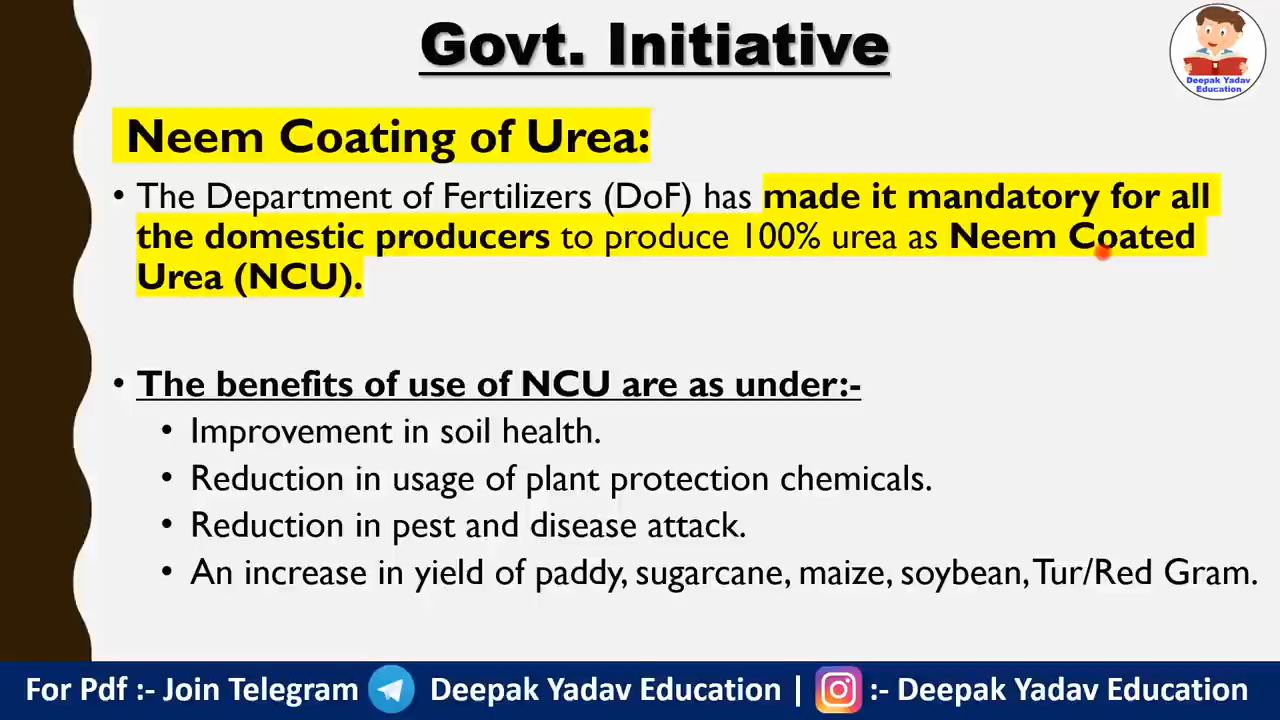 Govt. Initiative
Deepak Yadav
Education
Neem Coating of Urea:
• The Department of Fertilizers (DoF) has made it mandatory for all
the domestic producers to produce 100% urea as Neem Coated
Urea (NCU).
• The benefits of use of NCU are as under:-
• Improvement in soil health.
• Reduction in usage of plant protection chemicals.
• Reduction in pest and disease attack.
• An increase in yield of paddy, sugarcane, maize, soybean, Tur/Red Gram.
For Pdf :- Join Telegram Deepak Yadav Education | :- Deepak Yadav Education